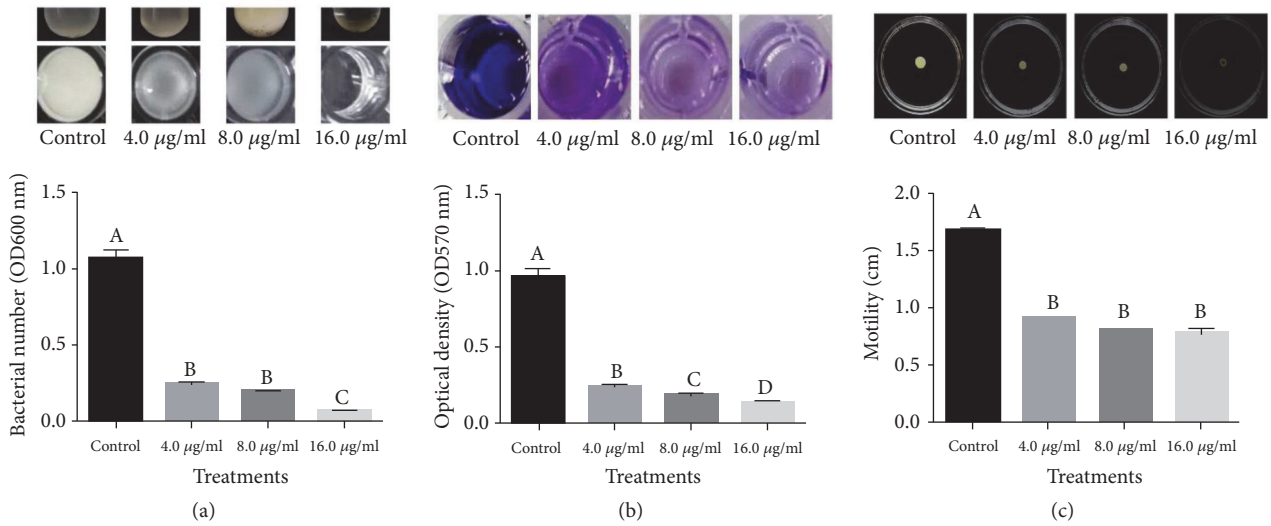 Control 4.0 μg/ml 8.0 μg/ml 16.0 μg/ml
Bacterial number (OD600 nm)
1.5
1.0
0.5
0.0
A
B
B
C
Control 4.0 μg/ml 8.0 μg/ml 16.0 μg/ml
Treatments
(a)
Control 4.0 μg/ml 8.0 μg/ml 16.0 μg/ml
Optical density (OD570 nm)
1.5
1.0
0.5
0.0
A
B
C
D
Control 4.0 μg/ml 8.0 μg/ml 16.0 μg/ml
Treatments
(b)
Control 4.0 μg/ml 8.0 μg/ml 16.0 μg/ml
Motility (cm)
2.0
1.5
1.0
0.5
0.0
A
B
B
B
Control 4.0 μg/ml 8.0 μg/ml 16.0 μg/ml
Treatments
(c)